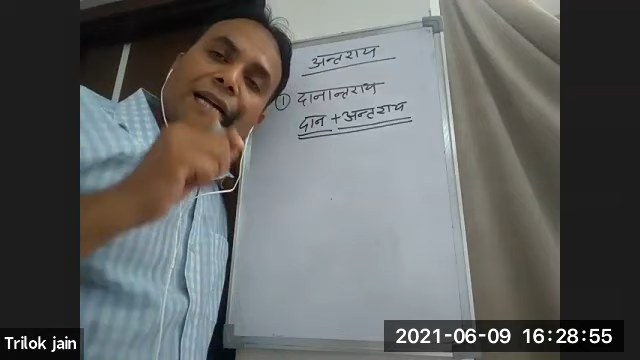 अन्तराय
① दानान्तराय
दान + अन्तराय
Trilok jain
2021-06-09 16:28:55